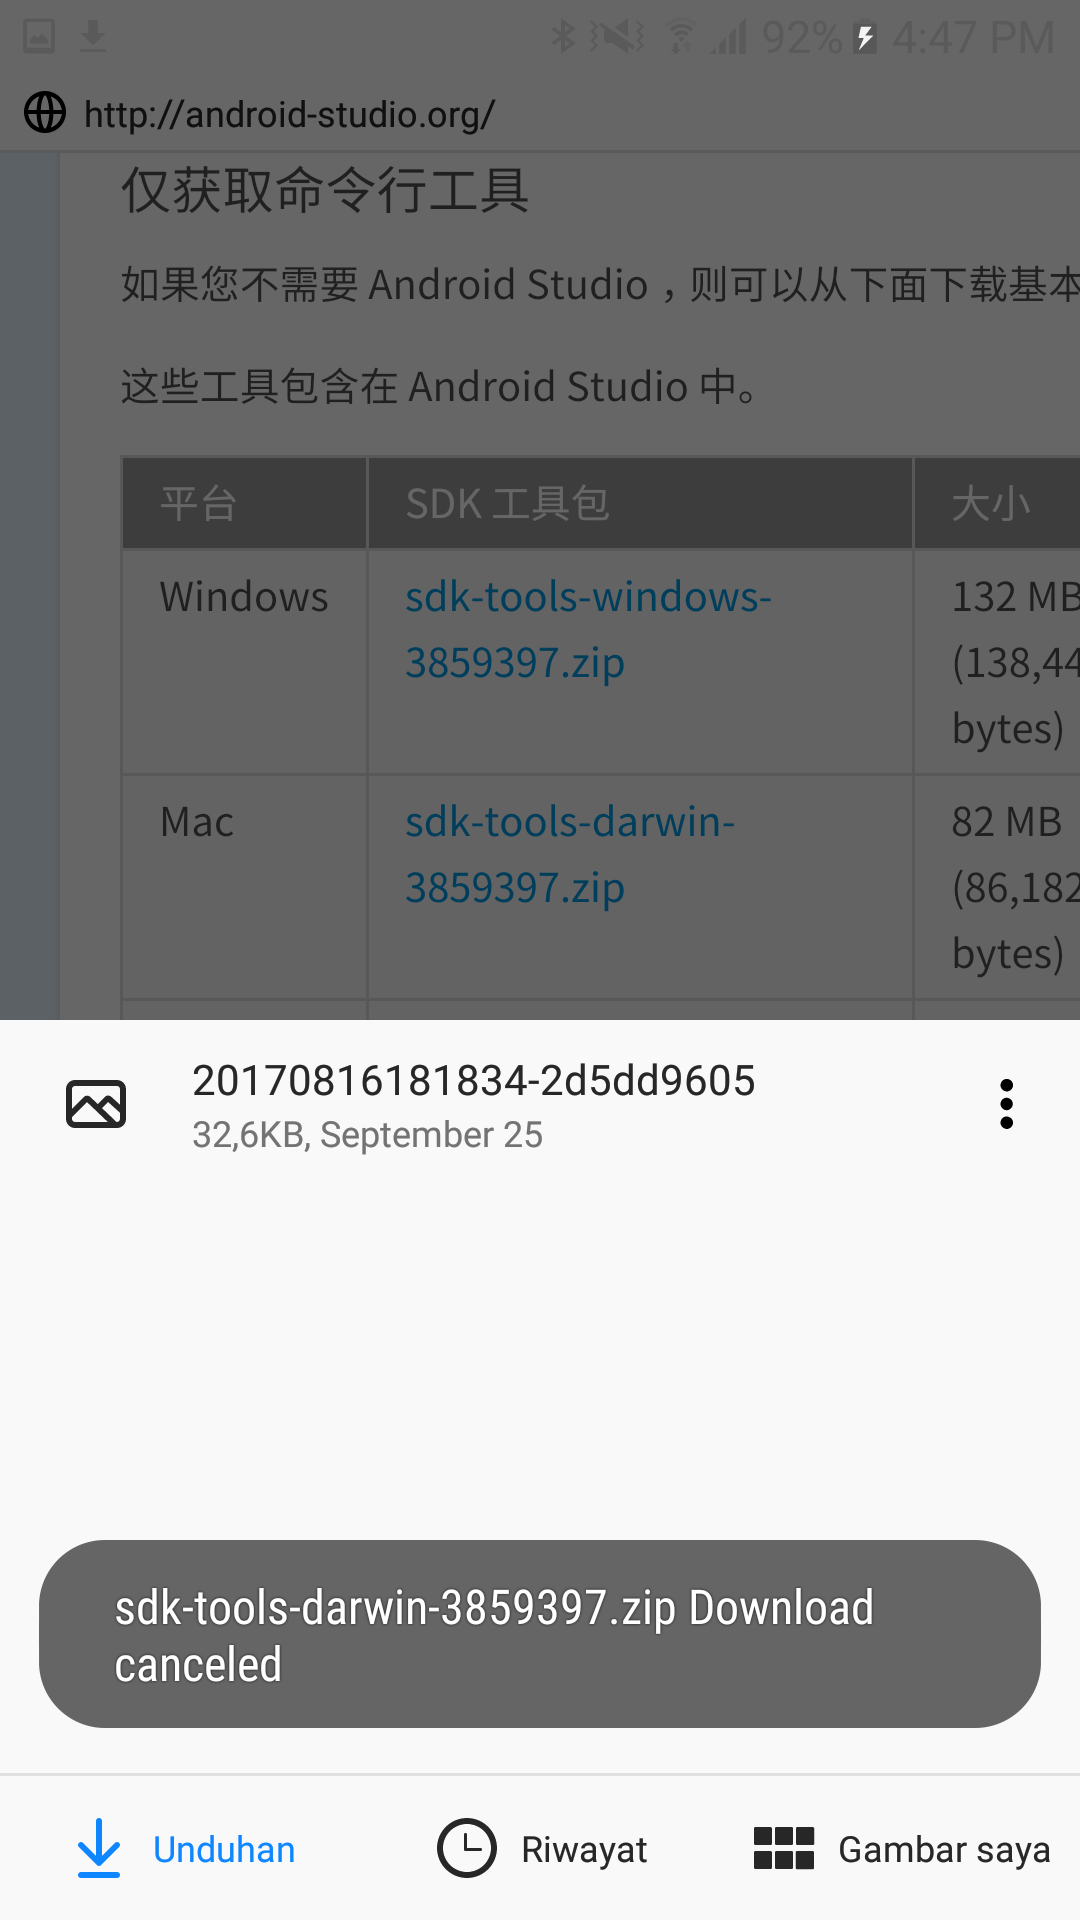 92% 4:47 PM
http://android-studio.org/
仅获取命令行工具
如果您不需要 Android Studio，则可以从下面下载基本
这些工具包含在 Android Studio 中。
平台 SDK 工具包 大小
Windows sdk-tools-windows- 132 MB
3859397.zip (138,44
bytes)
Mac sdk-tools-darwin- 82 MB
3859397.zip (86,182
bytes)
20170816181834-2d5dd9605
32,6KB, September 25
sdk-tools-darwin-3859397.zip Download
canceled
Unduhan Riwayat Gambar saya